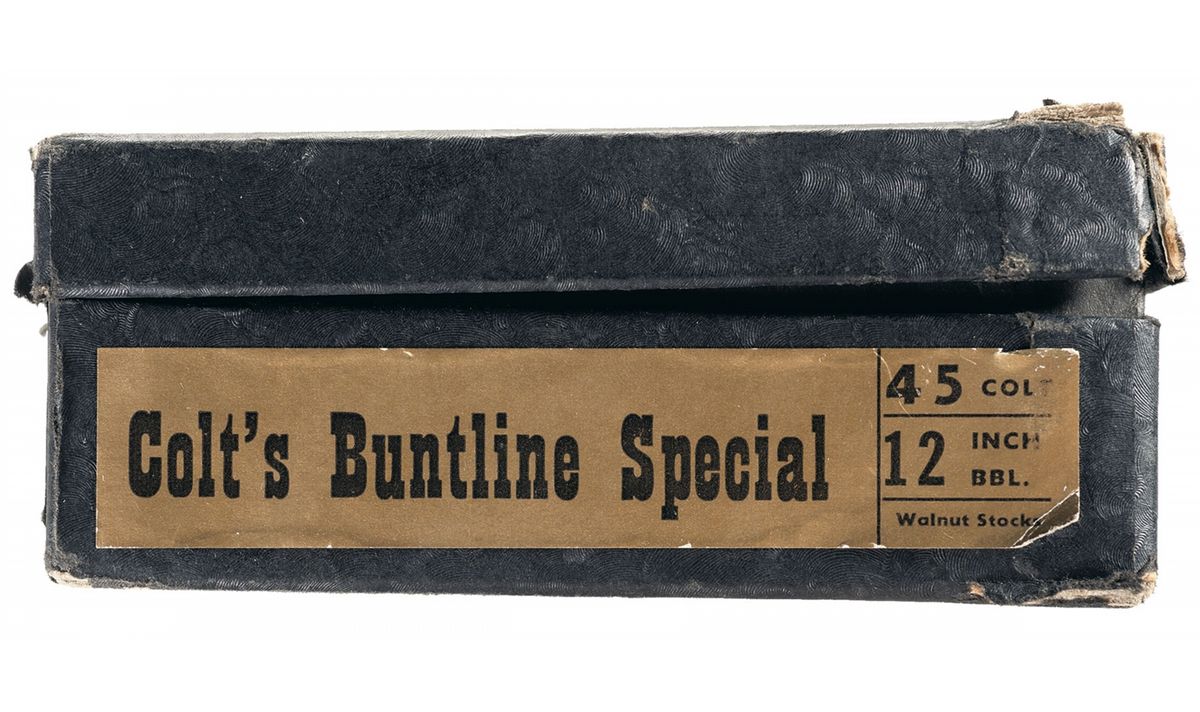 Colt's Buntline Special
45 COLT
12 INCH
BBL.
Walnut Stocks